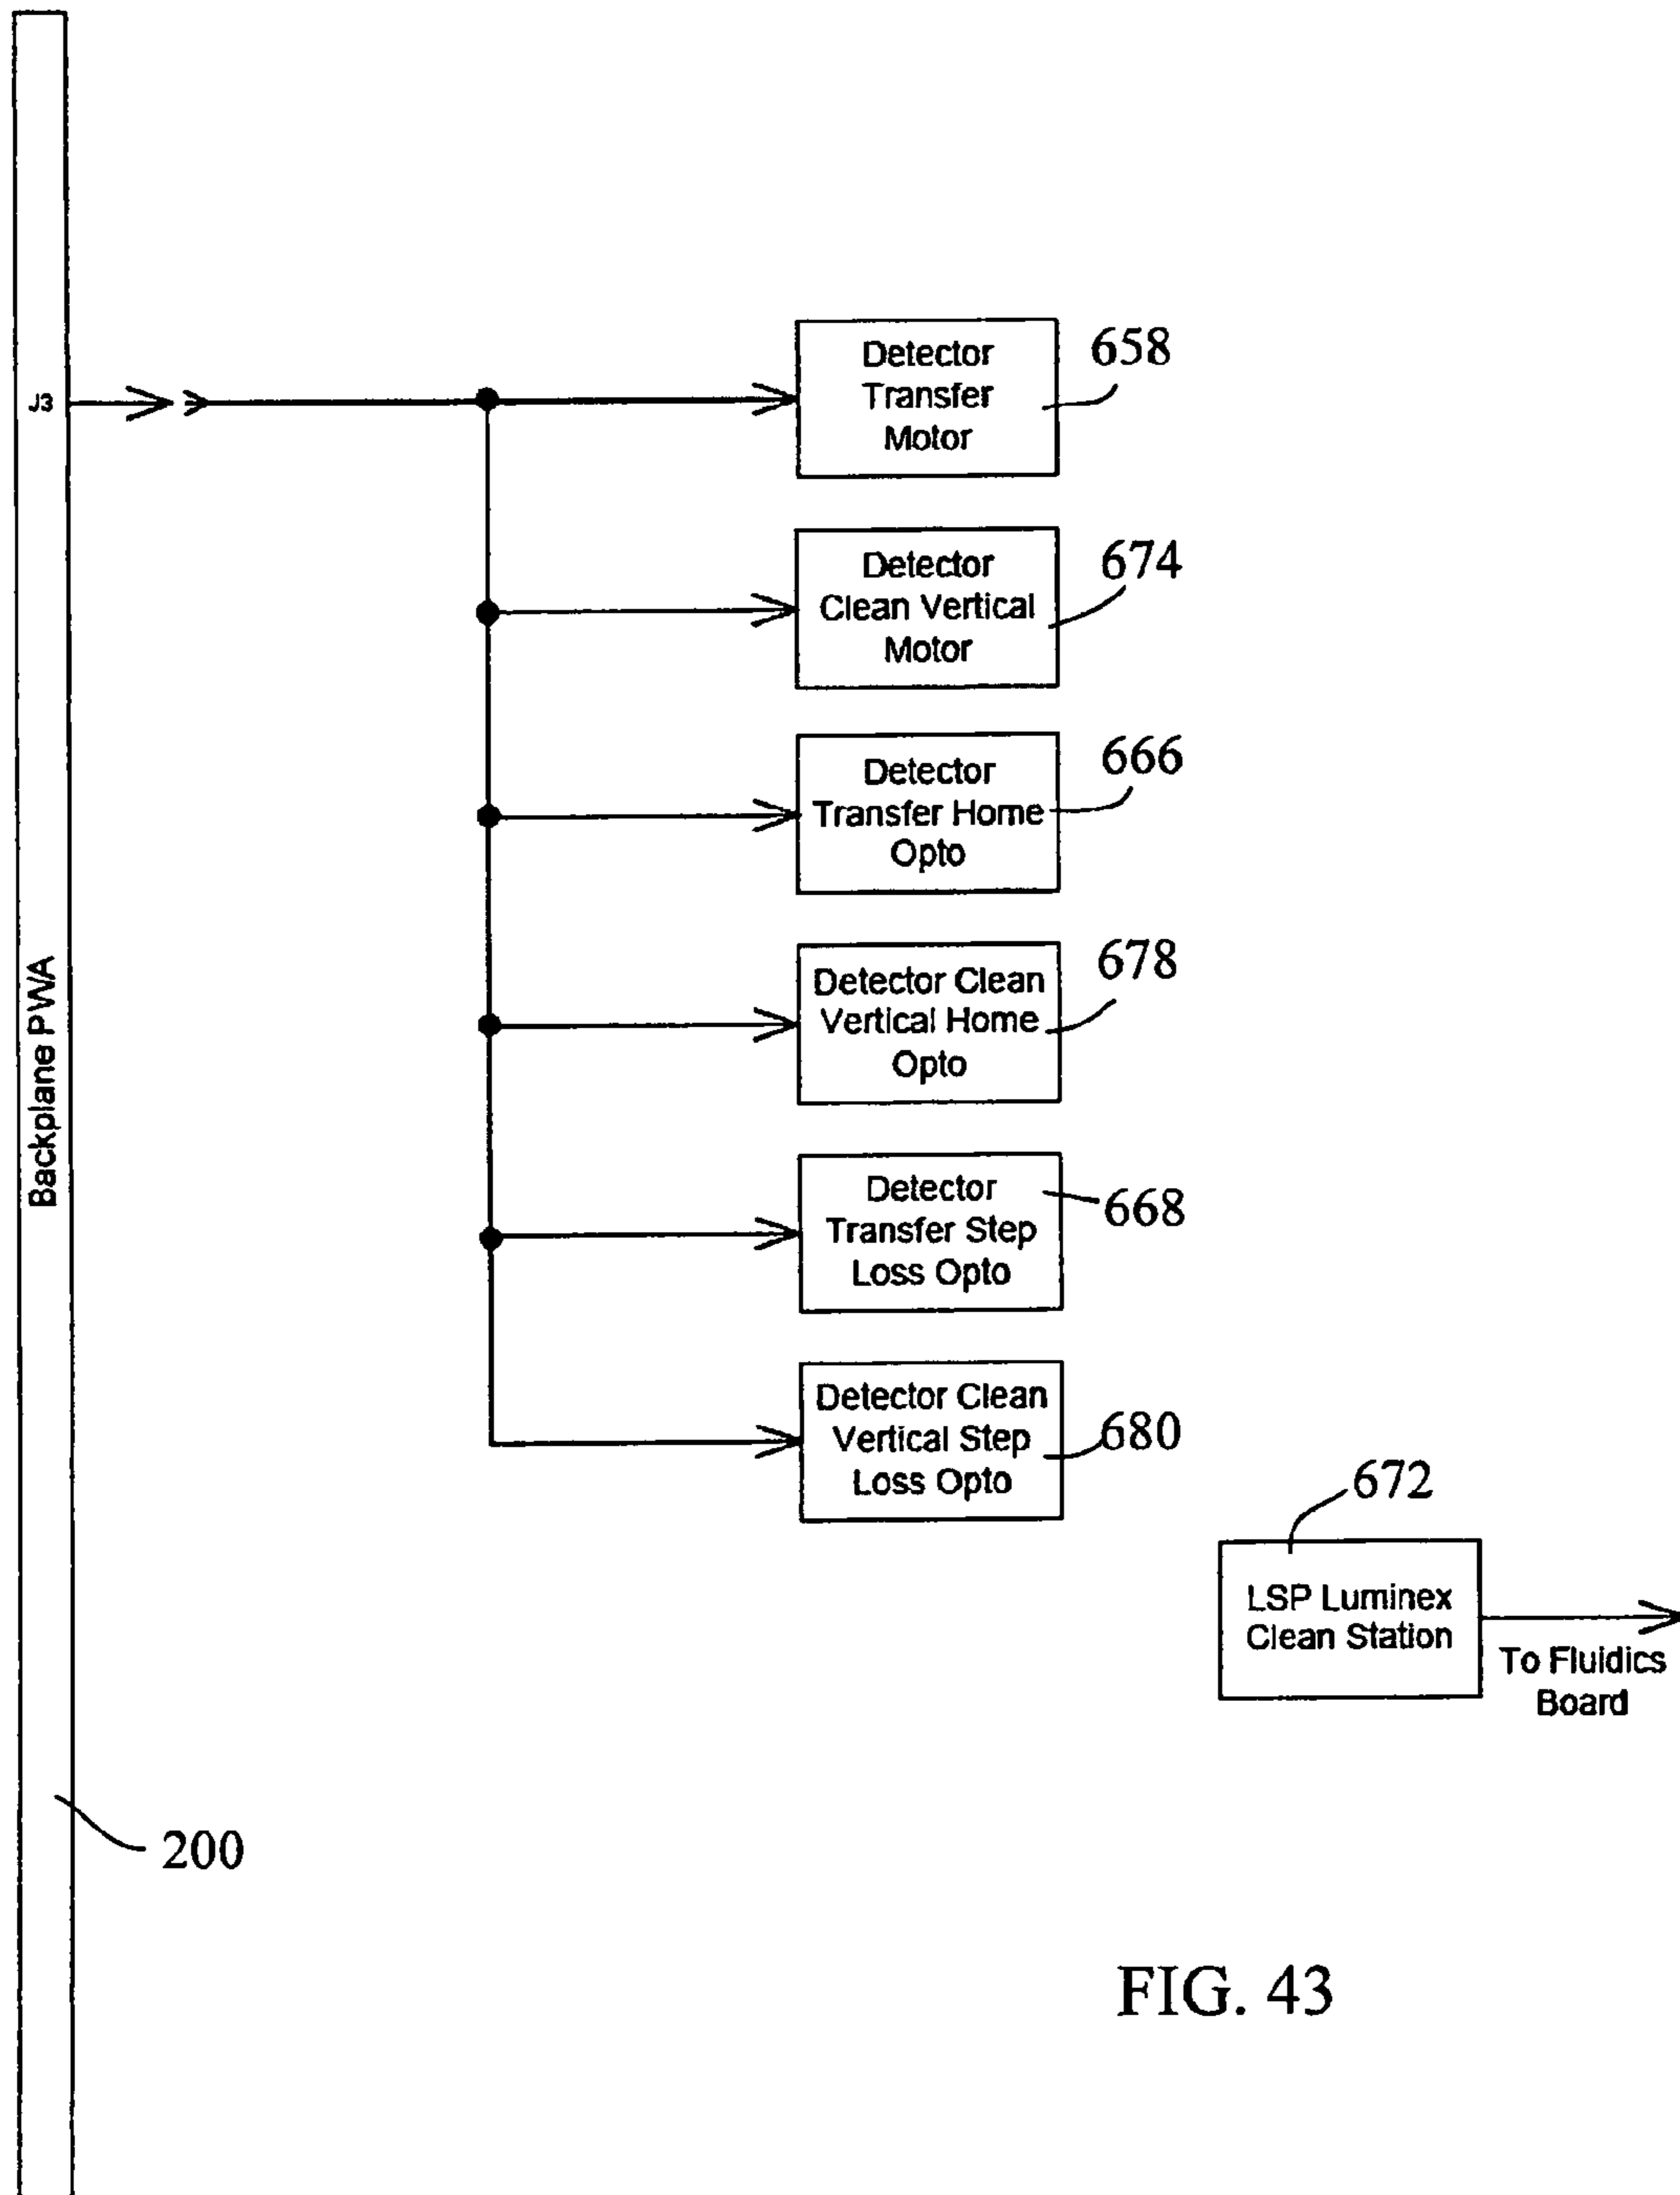 Detector
Transfer
Motor
658
J3
Detector
Clean Vertical
Motor
674
Detector
Transfer Home
Opto
666
Detector Clean
Vertical Home
Opto
678
Backplane PWA
Detector
Transfer Step
Loss Opto
668
Detector Clean
Vertical Step
Loss Opto
680
672
LSP Luminex
Clean Station
To Fluidics
Board
200
FIG. 43